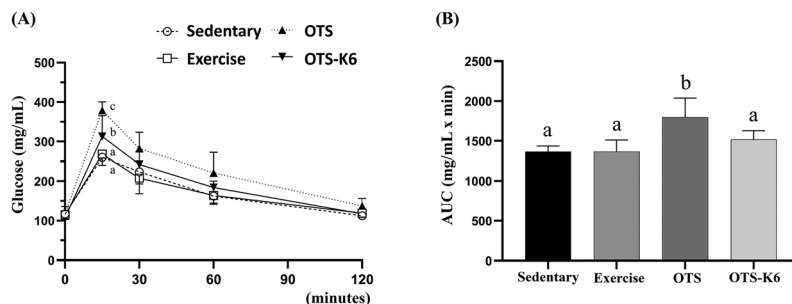 (A)
Sedentary
OTS
Exercise
OTS-K6
Glucose (mg/mL)
500
400
300
200
100
0
c
b
a
a
0
30
60
90
120
(minutes)
(B)
AUC (mg/mL x min)
2500
2000
1500
1000
500
0
a
a
b
a
Sedentary
Exercise
OTS
OTS-K6